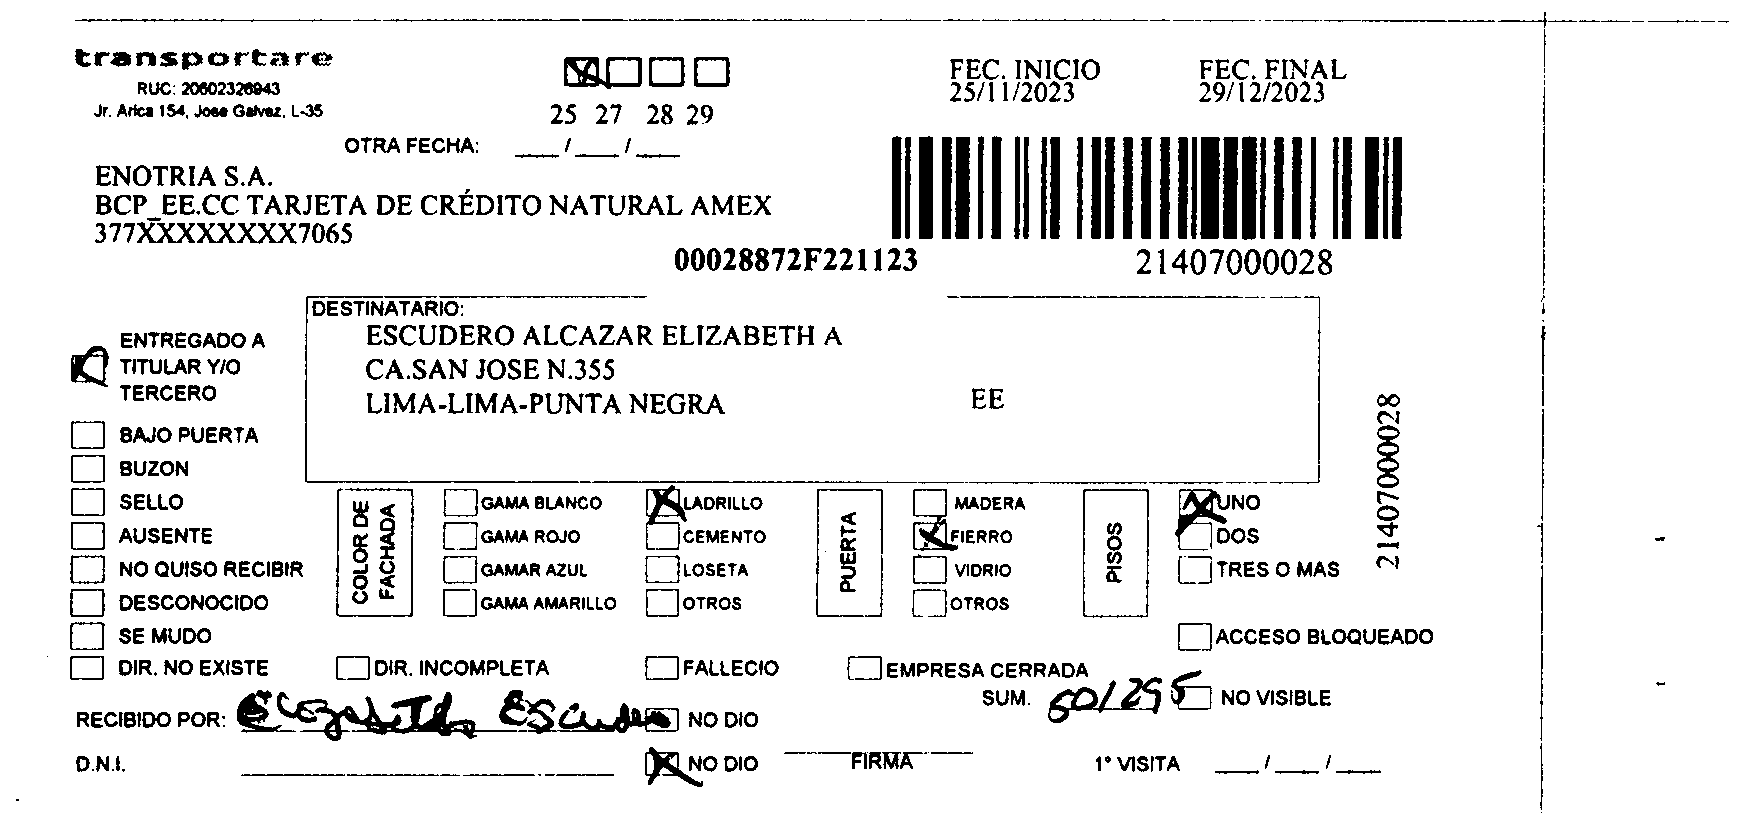 transportare
RUC: 20602326943
Jr. Arica 154, Jose Galvez, L-35
25 27 28 29
OTRA FECHA: ___/___/___
FEC. INICIO
25/11/2023
FEC. FINAL
29/12/2023
ENOTRIA S.A.
BCP_EE.CC TARJETA DE CRÉDITO NATURAL AMEX
377XXXXXXXX7065
00028872F221123
21407000028
DESTINATARIO:
ESCUDERO ALCAZAR ELIZABETH A
CA.SAN JOSE N.355
LIMA-LIMA-PUNTA NEGRA EE
21407000028
ENTREGADO A
TITULAR Y/O
TERCERO
BAJO PUERTA
BUZON
SELLO
AUSENTE
NO QUISO RECIBIR
DESCONOCIDO
SE MUDO
DIR. NO EXISTE
COLOR DE
FACHADA
GAMA BLANCO
GAMA ROJO
GAMAR AZUL
GAMA AMARILLO
LADRILLO
CEMENTO
LOSETA
OTROS
PUERTA
MADERA
FIERRO
VIDRIO
OTROS
PISOS
UNO
DOS
TRES O MAS
ACCESO BLOQUEADO
DIR. INCOMPLETA
FALLECIO
EMPRESA CERRADA
SUM. 601295
NO VISIBLE
RECIBIDO POR: Elizabeth Escudero
NO DIO
D.N.I.
NO DIO
FIRMA
1° VISITA ___/___/___